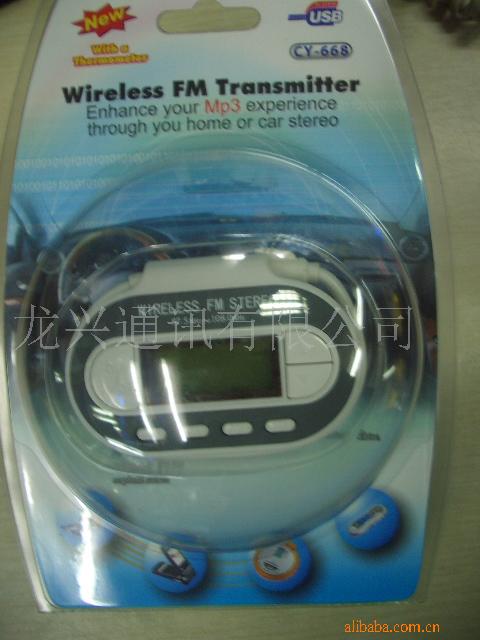 New
With a
Thermometer
USB
CY-668
Wireless FM Transmitter
Enhance your Mp3 experience
through you home or car stereo
WIRELESS FM STEREO
龙兴通讯有限公司
alibaba.com.cn